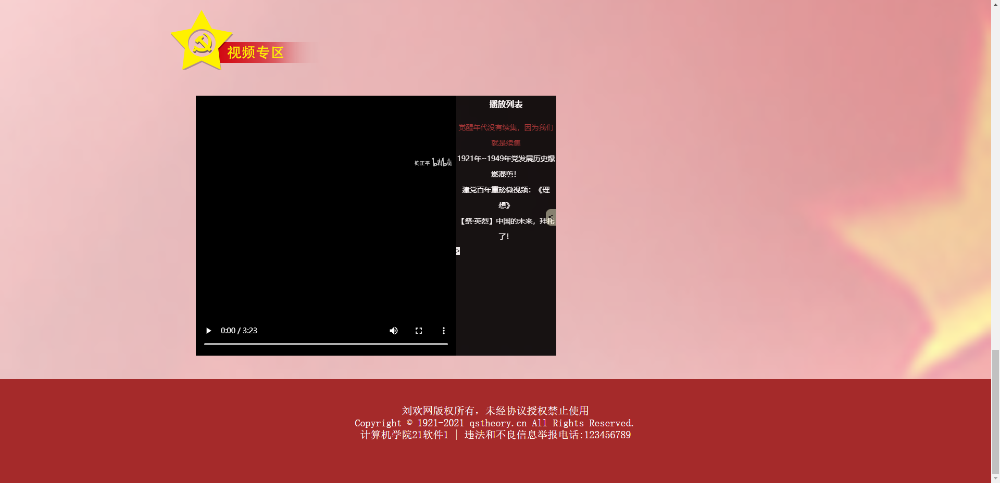 视频专区
播放列表
觉醒年代没有续集，因为我们
就是续集
1921年~1949年党发展历史爆
燃混剪！
建党百年重磅微视频：《理
想》
【祭·英烈】中国的未来，拜托
了！
<
>
钧正平 bilibili
0:00 / 3:23
刘欢网版权所有，未经协议授权禁止使用
Copyright © 1921-2021 qstheory.cn All Rights Reserved.
计算机学院21软件1 | 违法和不良信息举报电话:123456789